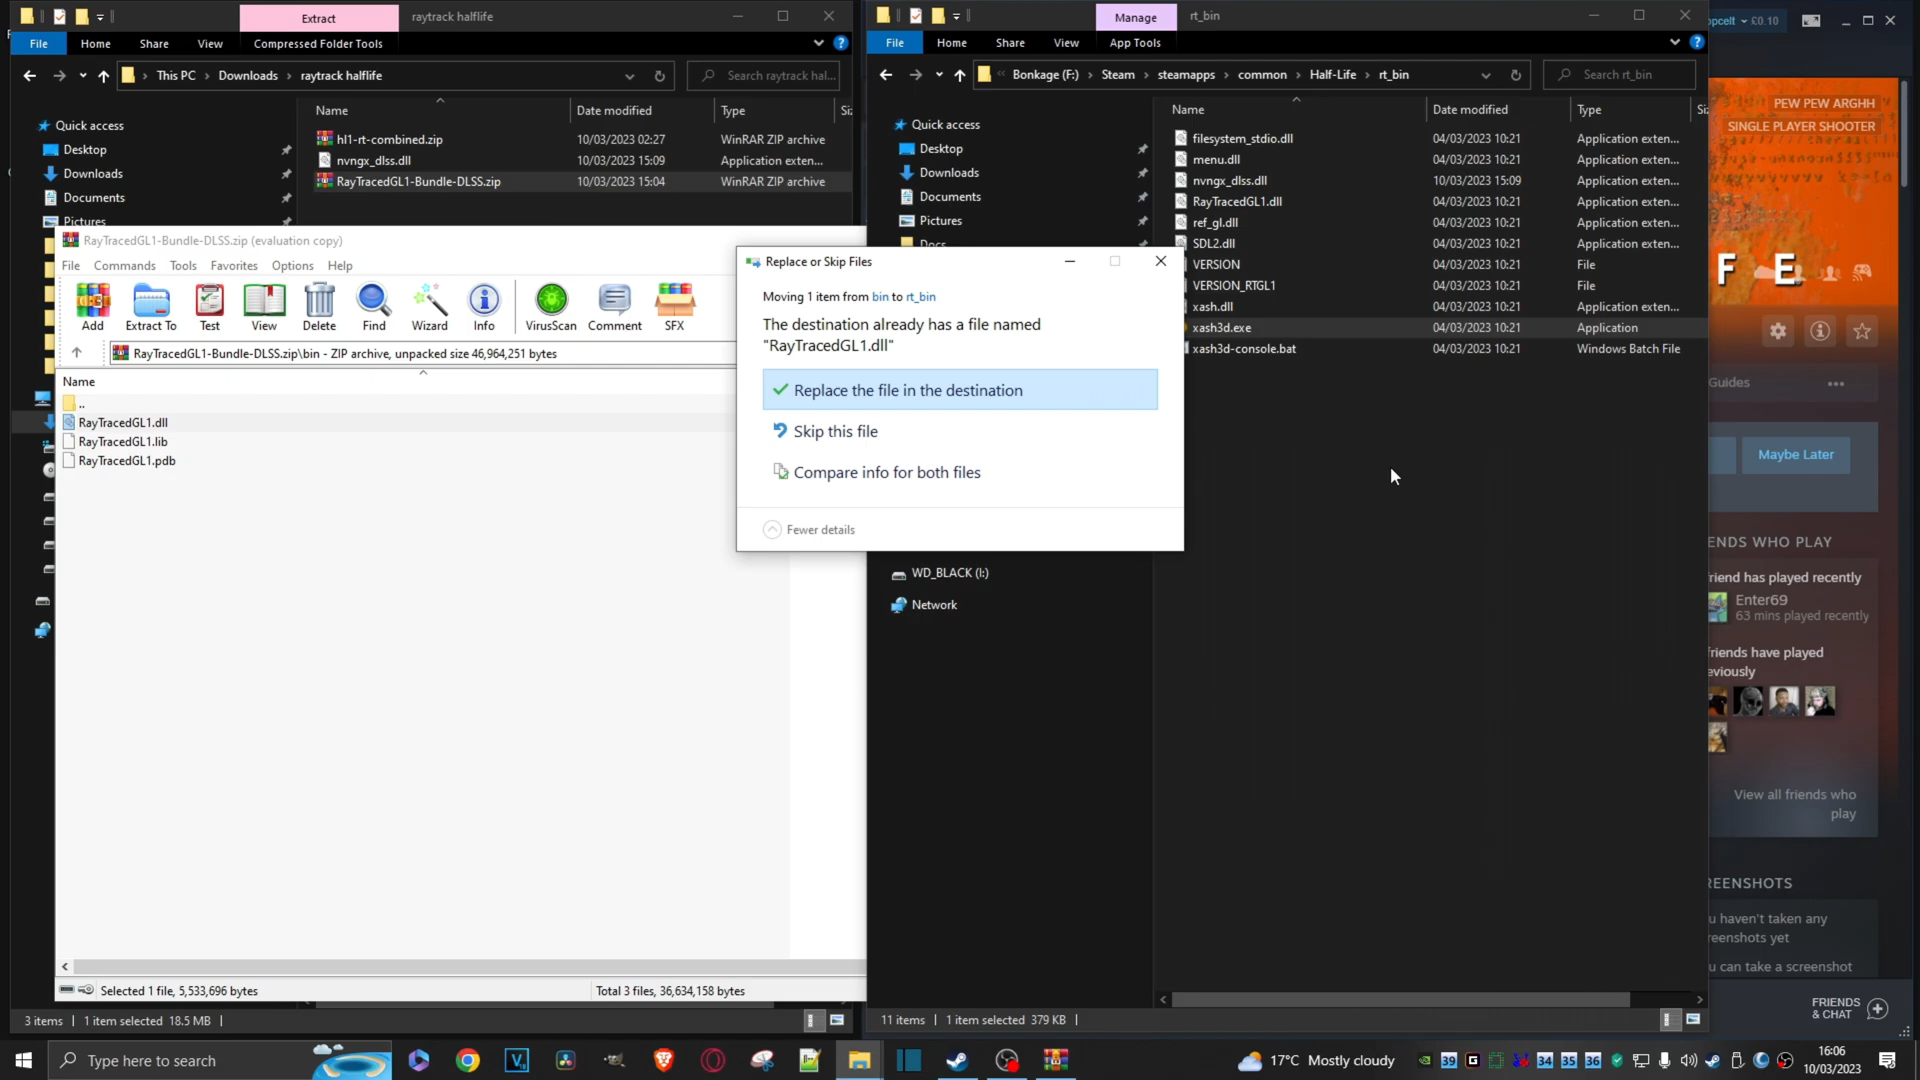 Extract
raytrack halflife
File
Home
Share
View
Compressed Folder Tools
This PC
Downloads
raytrack halflife
Search raytrack hal...
Quick access
Desktop
Downloads
Documents
Pictures
Name
Date modified
Type
hl1-rt-combined.zip
10/03/2023 02:27
WinRAR ZIP archive
nvngx_dlss.dll
10/03/2023 15:09
Application exten...
RayTracedGL1-Bundle-DLSS.zip
10/03/2023 15:04
WinRAR ZIP archive
RayTracedGL1-Bundle-DLSS.zip (evaluation copy)
File
Commands
Tools
Favorites
Options
Help
Add
Extract To
Test
View
Delete
Find
Wizard
Info
VirusScan
Comment
SFX
RayTracedGL1-Bundle-DLSS.zip\bin - ZIP archive, unpacked size 46,964,251 bytes
Name
..
RayTracedGL1.dll
RayTracedGL1.lib
RayTracedGL1.pdb
Selected 1 file, 5,533,696 bytes
Total 3 files, 36,634,158 bytes
3 items
1 item selected 18.5 MB
Manage
rt_bin
File
Home
Share
View
App Tools
Bonkage (F:)
Steam
steamapps
common
Half-Life
rt_bin
Search rt_bin
Quick access
Desktop
Downloads
Documents
Pictures
Docs
WD_BLACK (I:)
Network
Name
Date modified
Type
filesystem_stdio.dll
04/03/2023 10:21
Application exten...
menu.dll
04/03/2023 10:21
Application exten...
nvngx_dlss.dll
10/03/2023 15:09
Application exten...
RayTracedGL1.dll
04/03/2023 10:21
Application exten...
ref_gl.dll
04/03/2023 10:21
Application exten...
SDL2.dll
04/03/2023 10:21
Application exten...
VERSION
04/03/2023 10:21
File
VERSION_RTGL1
04/03/2023 10:21
File
xash.dll
04/03/2023 10:21
Application exten...
xash3d.exe
04/03/2023 10:21
Application
xash3d-console.bat
04/03/2023 10:21
Windows Batch File
11 items
1 item selected 379 KB
Replace or Skip Files
Moving 1 item from bin to rt_bin
The destination already has a file named
"RayTracedGL1.dll"
Replace the file in the destination
Skip this file
Compare info for both files
Fewer details
£0.10
PEW PEW ARGHH
SINGLE PLAYER SHOOTER
F E
Guides
Maybe Later
ENDS WHO PLAY
riend has played recently
Enter69
63 mins played recently
riends have played
eviously
View all friends who
play
REENSHOTS
u haven't taken any
reenshots yet
u can take a screenshot
FRIENDS
& CHAT
Type here to search
17°C Mostly cloudy
39
34
35
36
16:06
10/03/2023